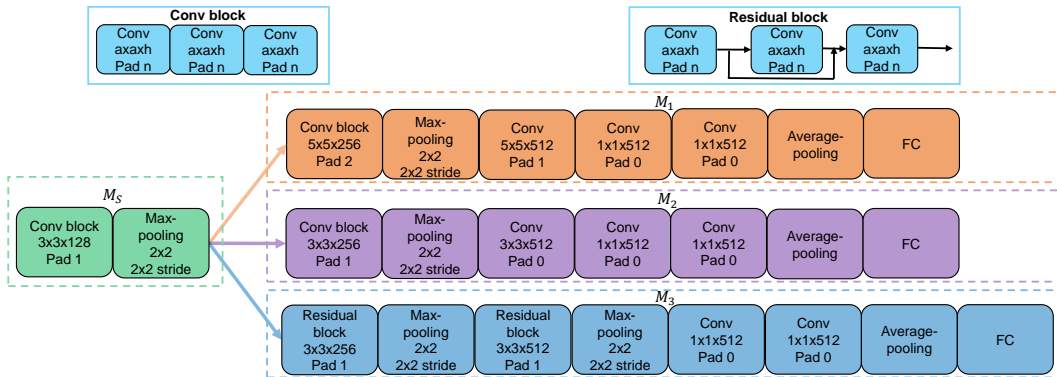 Conv block
Conv
axaxh
Pad n
Conv
axaxh
Pad n
Conv
axaxh
Pad n
Residual block
Conv
axaxh
Pad n
Conv
axaxh
Pad n
Conv
axaxh
Pad n
M_1
Conv block
5x5x256
Pad 2
Max-
pooling
2x2
2x2 stride
Conv
5x5x512
Pad 1
Conv
1x1x512
Pad 0
Conv
1x1x512
Pad 0
Average-
pooling
FC
M_S
Conv block
3x3x128
Pad 1
Max-
pooling
2x2
2x2 stride
M_2
Conv block
3x3x256
Pad 1
Max-
pooling
2x2
2x2 stride
Conv
3x3x512
Pad 0
Conv
1x1x512
Pad 0
Conv
1x1x512
Pad 0
Average-
pooling
FC
M_3
Residual
block
3x3x256
Pad 1
Max-
pooling
2x2
2x2 stride
Residual
block
3x3x512
Pad 1
Max-
pooling
2x2
2x2 stride
Conv
1x1x512
Pad 0
Conv
1x1x512
Pad 0
Average-
pooling
FC